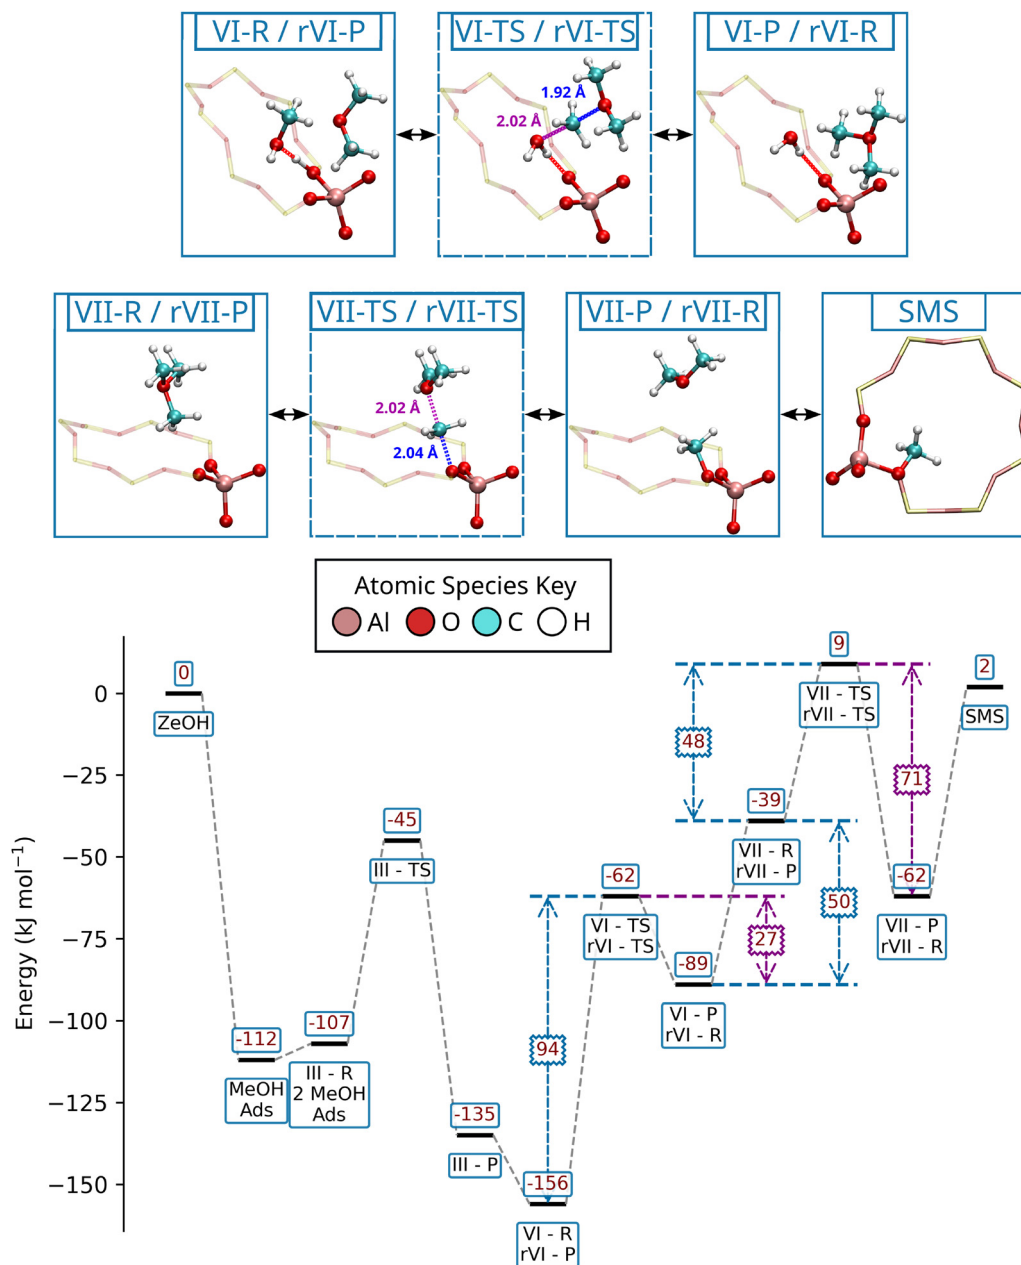 VI-R / rVI-P
VI-TS / rVI-TS
VI-P / rVI-R
1.92 Å
2.02 Å
VII-R / rVII-P
VII-TS / rVII-TS
VII-P / rVII-R
SMS
2.02 Å
2.04 Å
Atomic Species Key
Al
O
C
H
Energy (kJ mol⁻¹)
0
−25
−50
−75
−100
−125
−150
0
ZeOH
-112
MeOH
Ads
-107
III - R
2 MeOH
Ads
-45
III - TS
-135
III - P
-156
VI - R
rVI - P
94
-62
VI - TS
rVI - TS
27
-89
VI - P
rVI - R
50
-39
VII - R
rVII - P
48
9
VII - TS
rVII - TS
71
-62
VII - P
rVII - R
2
SMS